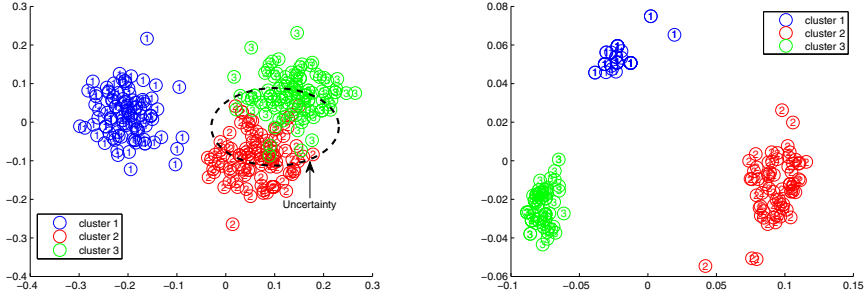 0.3
0.2
0.1
0
−0.1
−0.2
−0.3
−0.4
−0.4 −0.3 −0.2 −0.1 0 0.1 0.2 0.3
Uncertainty
cluster 1
cluster 2
cluster 3
0.08
0.06
0.04
0.02
0
−0.02
−0.04
−0.06
−0.1 −0.05 0 0.05 0.1 0.15
cluster 1
cluster 2
cluster 3